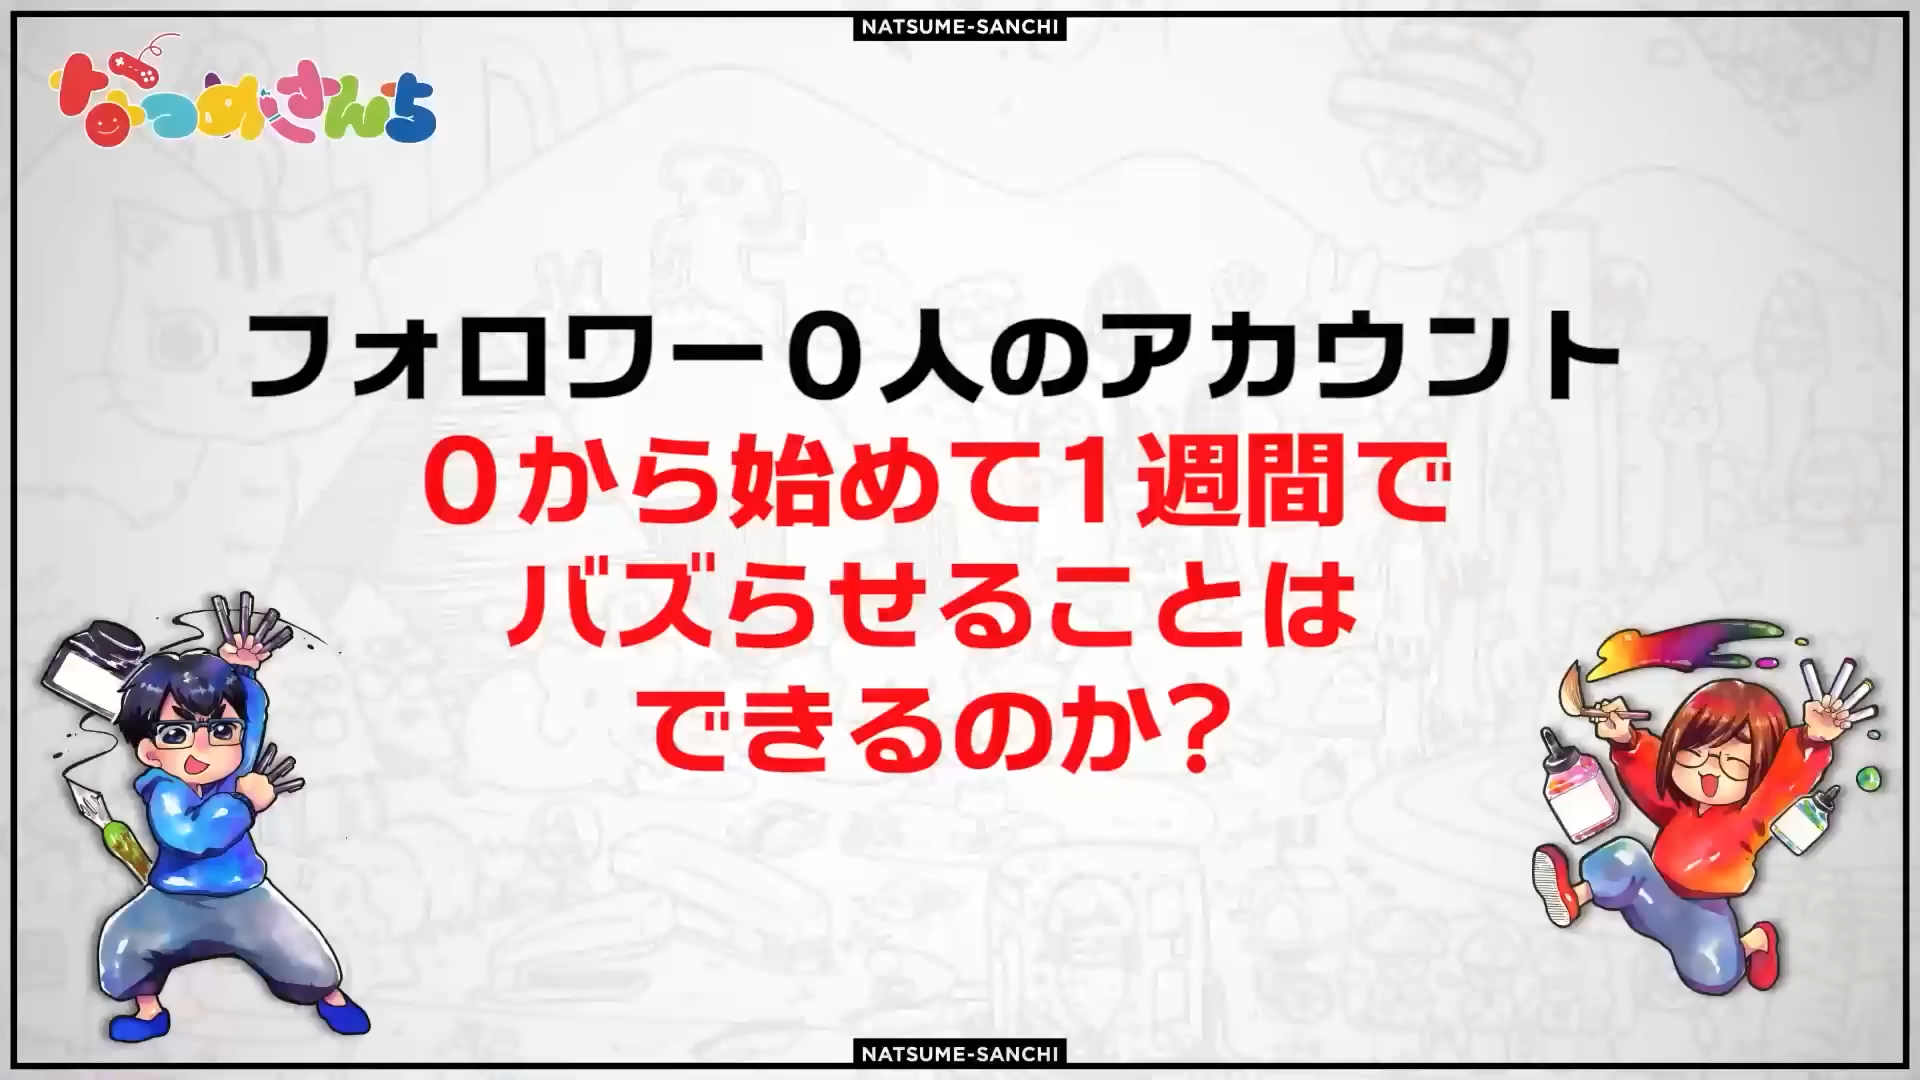 NATSUME-SANCHI
なつめさんち
フォロワー0人のアカウント
0から始めて1週間で
バズらせることは
できるのか?
NATSUME-SANCHI